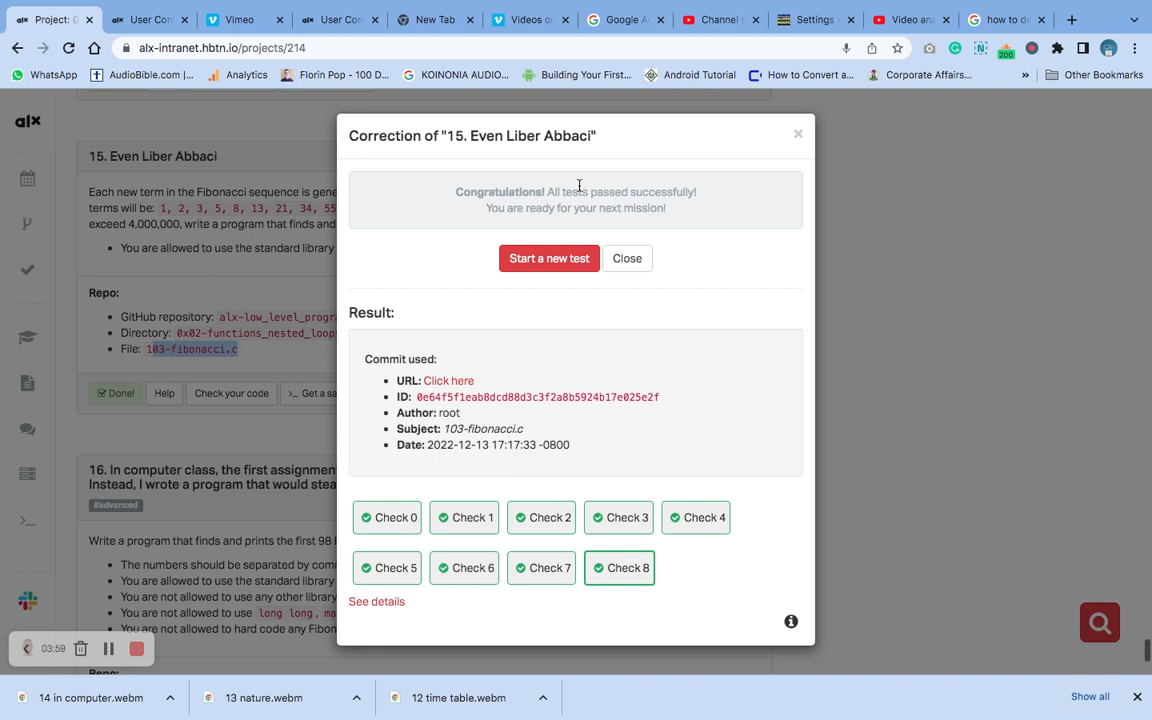 Project: 0
User Con
Vimeo
User Con
New Tab
Videos on
Google A
Channel c
Settings
Video ana
how to de
alx-intranet.hbtn.io/projects/214
200
WhatsApp
AudioBible.com |...
Analytics
Florin Pop - 100 D...
KOINONIA AUDIO...
Building Your First...
Android Tutorial
How to Convert a...
Corporate Affairs...
»
Other Bookmarks
alx
Correction of "15. Even Liber Abbaci"
×
Congratulations! All tests passed successfully!
You are ready for your next mission!
Start a new test
Close
Result:
Commit used:
• URL: Click here
• ID: 0e64f5f1eab8dcd88d3c3f2a8b5924b17e025e2f
• Author: root
• Subject: 103-fibonacci.c
• Date: 2022-12-13 17:17:33 -0800
Check 0
Check 1
Check 2
Check 3
Check 4
Check 5
Check 6
Check 7
Check 8
See details
15. Even Liber Abbaci
Each new term in the Fibonacci sequence is gene
terms will be: 1, 2, 3, 5, 8, 13, 21, 34, 55
exceed 4,000,000, write a program that finds and
• You are allowed to use the standard library
Repo:
• GitHub repository: alx-low_level_progra
• Directory: 0x02-functions_nested_loops
• File: 103-fibonacci.c
Done!
Help
Check your code
>_ Get a sa
16. In computer class, the first assignment
Instead, I wrote a program that would stea
#advanced
Write a program that finds and prints the first 98 F
• The numbers should be separated by comm
• You are allowed to use the standard library
• You are not allowed to use any other library
• You are not allowed to use long long, ma
• You are not allowed to hard code any Fibon
Repo:
03:59
14 in computer.webm
13 nature.webm
12 time table.webm
Show all